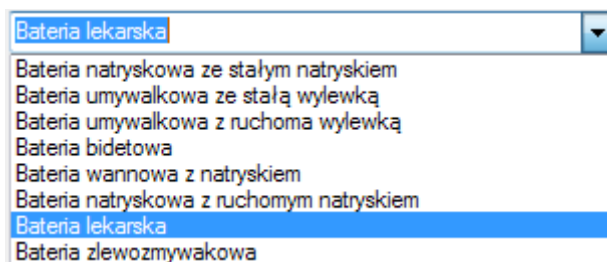 Bateria lekarska
Bateria natryskowa ze stałym natryskiem
Bateria umywalkowa ze stałą wylewką
Bateria umywalkowa z ruchoma wylewką
Bateria bidetowa
Bateria wannowa z natryskiem
Bateria natryskowa z ruchomym natryskiem
Bateria lekarska
Bateria zlewozmywakowa